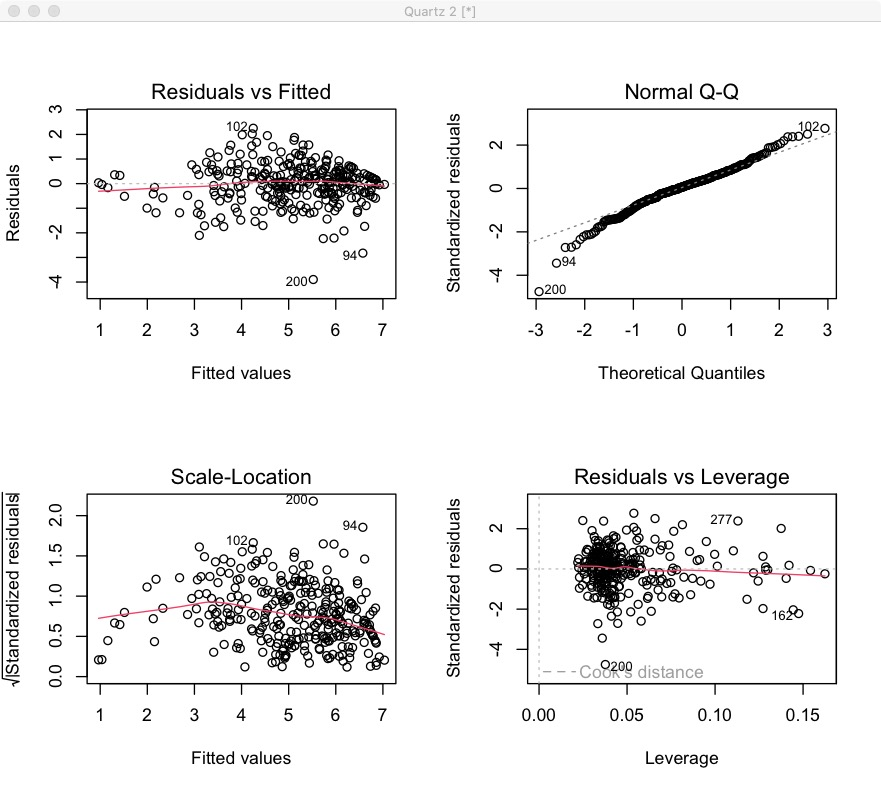 Quartz 2 [*]
Residuals vs Fitted
Residuals
3
2
1
0
-2
-4
102
94
200
1 2 3 4 5 6 7
Fitted values
Normal Q-Q
Standardized residuals
2
0
-2
-4
102
94
200
-3 -2 -1 0 1 2 3
Theoretical Quantiles
Scale-Location
√|Standardized residuals|
2.0
1.5
1.0
0.5
0.0
200
94
102
1 2 3 4 5 6 7
Fitted values
Residuals vs Leverage
Standardized residuals
2
0
-2
-4
277
162
200
Cook's distance
0.00 0.05 0.10 0.15
Leverage